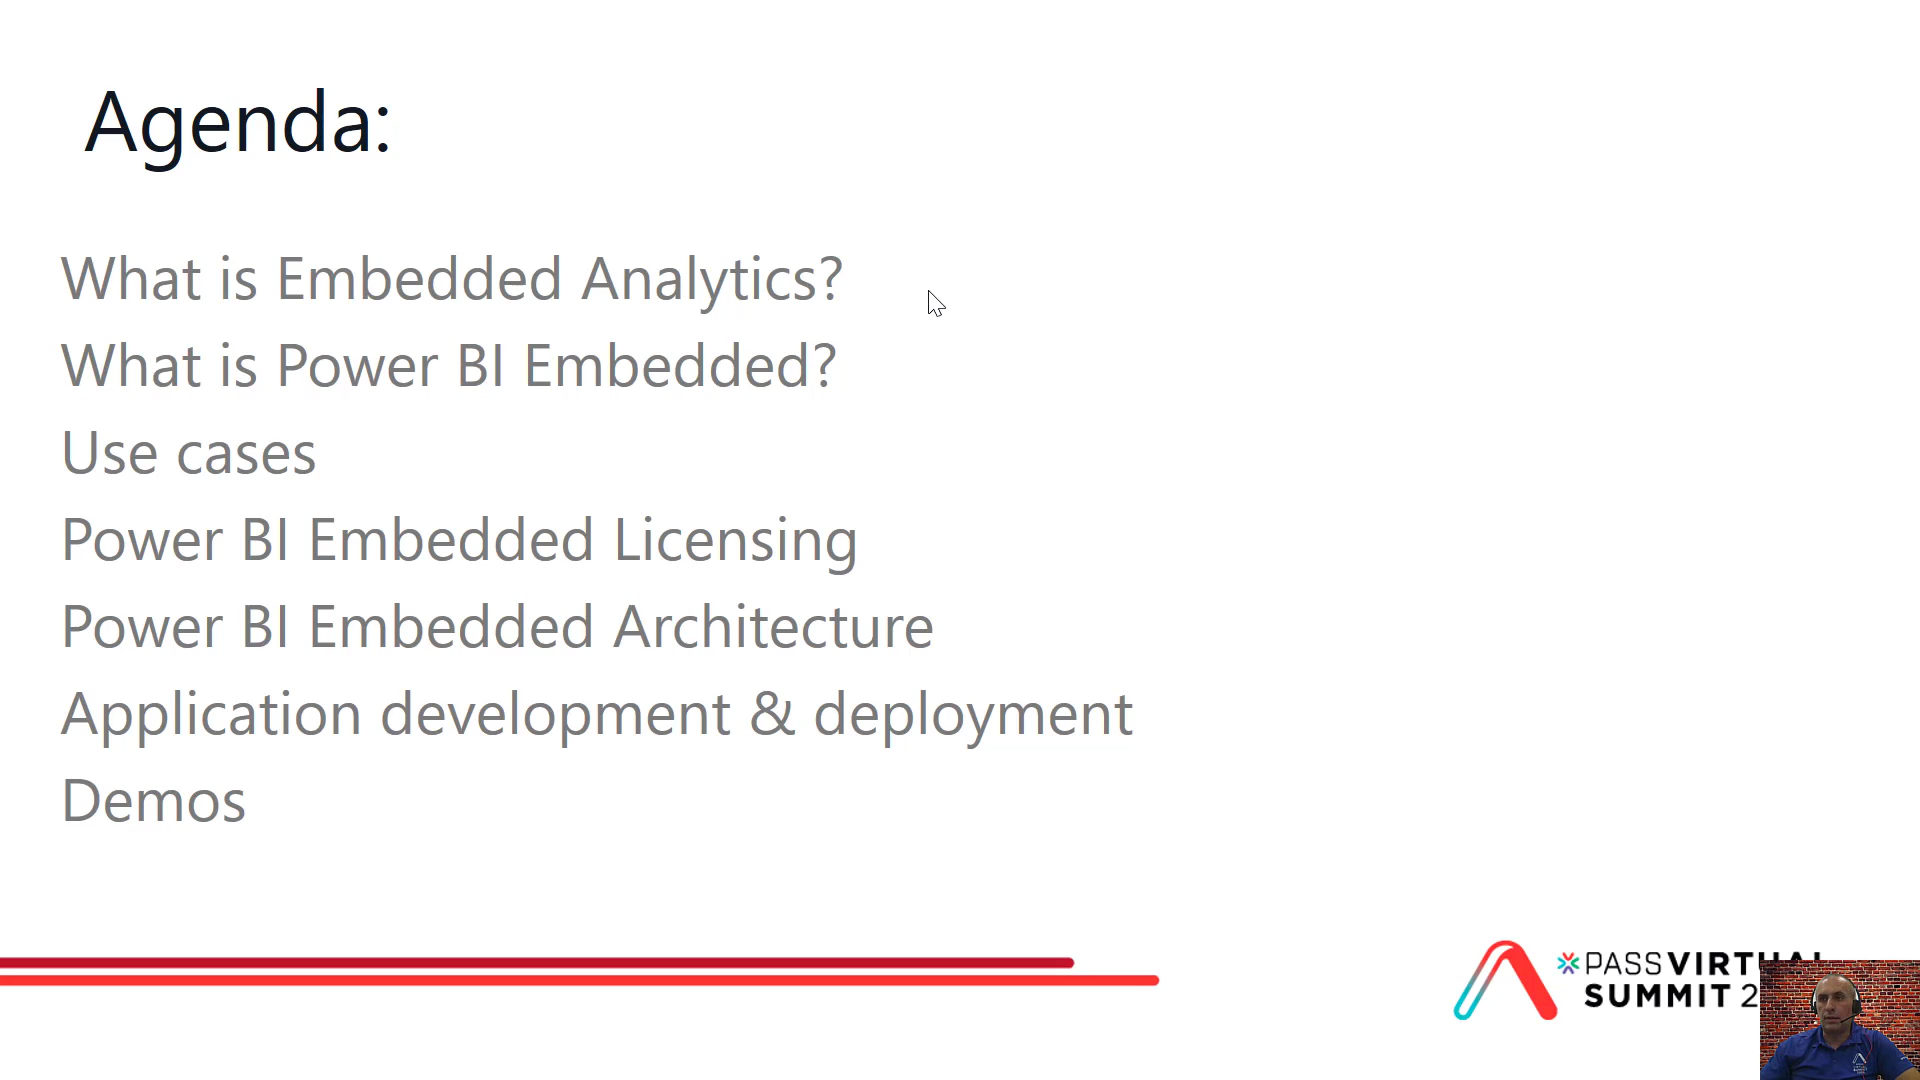 Agenda:
What is Embedded Analytics?
What is Power BI Embedded?
Use cases
Power BI Embedded Licensing
Power BI Embedded Architecture
Application development & deployment
Demos
PASS VIRTUAL
SUMMIT 2